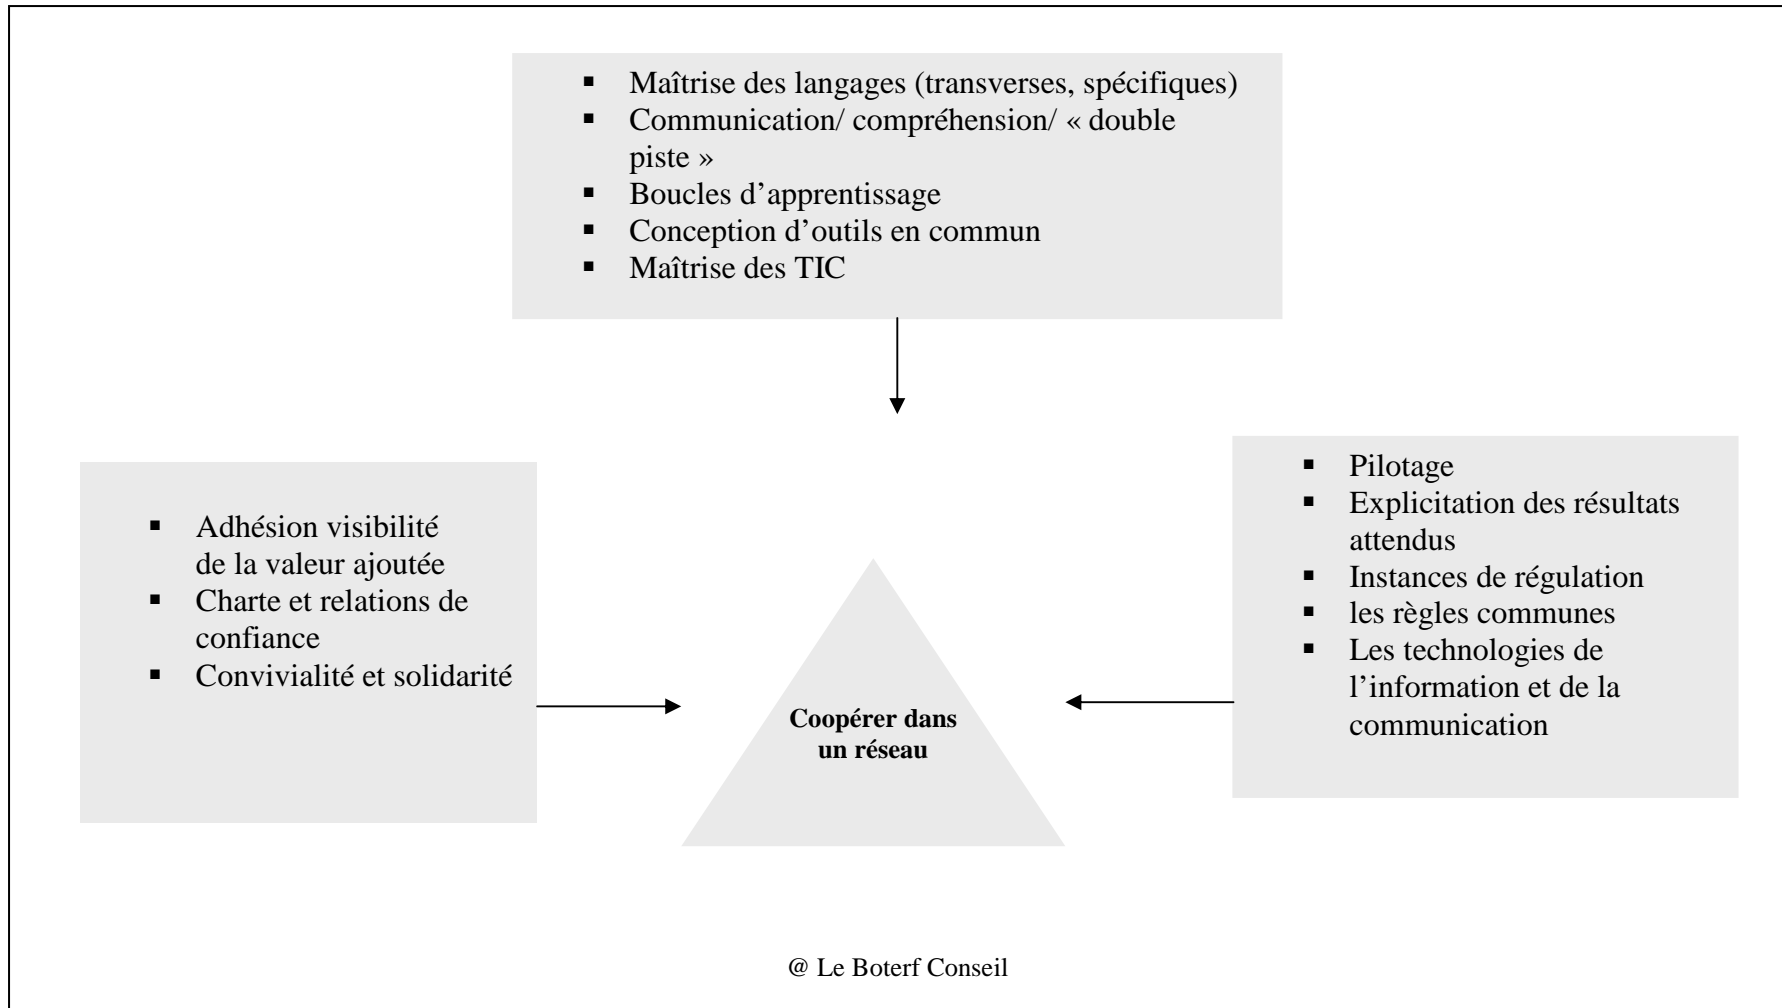 ▪ Maîtrise des langages (transverses, spécifiques)
▪ Communication/ compréhension/ « double
piste »
▪ Boucles d’apprentissage
▪ Conception d’outils en commun
▪ Maîtrise des TIC
▪ Adhésion visibilité
de la valeur ajoutée
▪ Charte et relations de
confiance
▪ Convivialité et solidarité
▪ Pilotage
▪ Explicitation des résultats
attendus
▪ Instances de régulation
▪ les règles communes
▪ Les technologies de
l’information et de la
communication
Coopérer dans
un réseau
@ Le Boterf Conseil